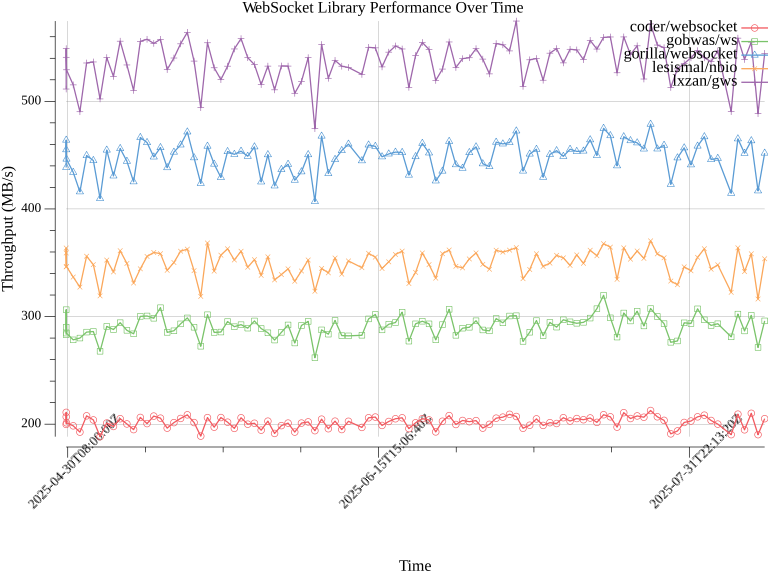 WebSocket Library Performance Over Time
coder/websocket
gobwas/ws
gorilla/websocket
lesismal/nbio
lxzan/gws
Throughput (MB/s)
500
400
300
200
2025-04-30T08:00:00Z
2025-06-15T15:06:40Z
2025-07-31T22:13:20Z
Time